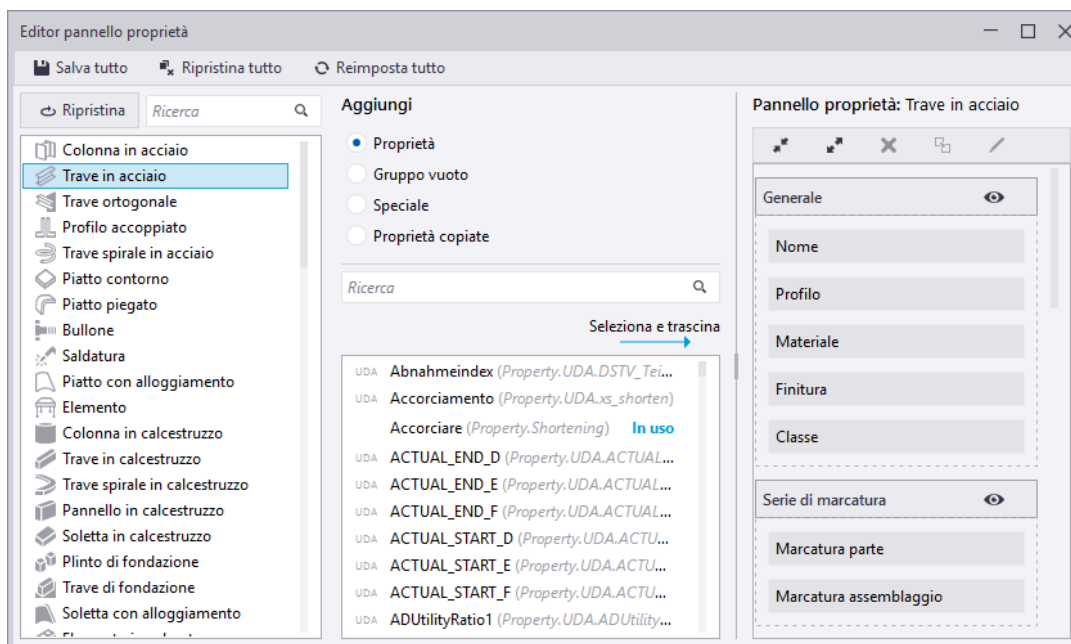 Editor pannello proprietà
Salva tutto
Ripristina tutto
Reimposta tutto
Ripristina
Ricerca
Colonna in acciaio
Trave in acciaio
Trave ortogonale
Profilo accoppiato
Trave spirale in acciaio
Piatto contorno
Piatto piegato
Bullone
Saldatura
Piatto con alloggiamento
Elemento
Colonna in calcestruzzo
Trave in calcestruzzo
Trave spirale in calcestruzzo
Pannello in calcestruzzo
Soletta in calcestruzzo
Plinto di fondazione
Trave di fondazione
Soletta con alloggiamento
Aggiungi
Proprietà
Gruppo vuoto
Speciale
Proprietà copiate
Ricerca
Seleziona e trascina
UDA Abnahmeindex (Property.UDA.DSTV_Tei...
UDA Accorciamento (Property.UDA.xs_shorten)
Accorciare (Property.Shortening) In uso
UDA ACTUAL_END_D (Property.UDA.ACTUAL...
UDA ACTUAL_END_E (Property.UDA.ACTUAL...
UDA ACTUAL_END_F (Property.UDA.ACTUAL...
UDA ACTUAL_START_D (Property.UDA.ACTU...
UDA ACTUAL_START_E (Property.UDA.ACTU...
UDA ACTUAL_START_F (Property.UDA.ACTU...
UDA ADUtilityRatio1 (Property.UDA.ADUtility...
Pannello proprietà: Trave in acciaio
Generale
Nome
Profilo
Materiale
Finitura
Classe
Serie di marcatura
Marcatura parte
Marcatura assemblaggio